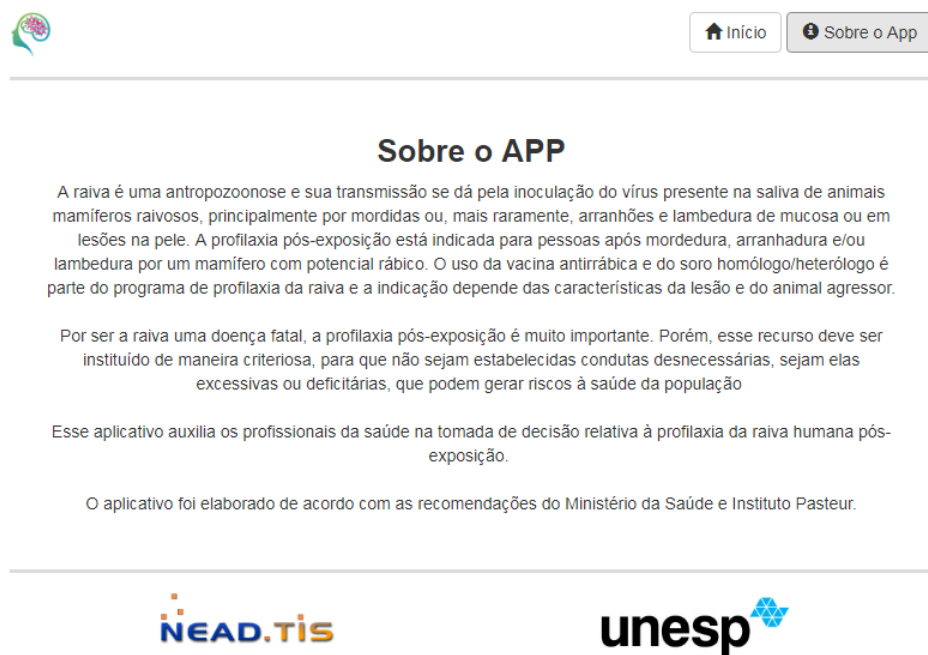 Início
Sobre o App
Sobre o APP
A raiva é uma antropozoonose e sua transmissão se dá pela inoculação do vírus presente na saliva de animais
mamíferos raivosos, principalmente por mordidas ou, mais raramente, arranhões e lambedura de mucosa ou em
lesões na pele. A profilaxia pós-exposição está indicada para pessoas após mordedura, arranhadura e/ou
lambedura por um mamífero com potencial rábico. O uso da vacina antirrábica e do soro homólogo/heterólogo é
parte do programa de profilaxia da raiva e a indicação depende das características da lesão e do animal agressor.
Por ser a raiva uma doença fatal, a profilaxia pós-exposição é muito importante. Porém, esse recurso deve ser
instituído de maneira criteriosa, para que não sejam estabelecidas condutas desnecessárias, sejam elas
excessivas ou deficitárias, que podem gerar riscos à saúde da população
Esse aplicativo auxilia os profissionais da saúde na tomada de decisão relativa à profilaxia da raiva humana pós-
exposição.
O aplicativo foi elaborado de acordo com as recomendações do Ministério da Saúde e Instituto Pasteur.
NEAD.TIS
unesp